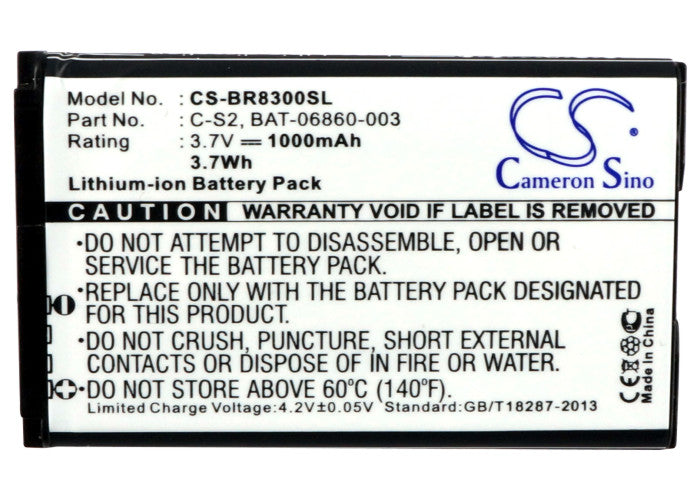 Model No. : CS-BR8300SL
Part No. : C-S2, BAT-06860-003
Rating : 3.7V⎓ 1000mAh
3.7Wh
Lithium-ion Battery Pack
CS
Cameron Sino
CAUTION WARRANTY VOID IF LABEL IS REMOVED
•DO NOT ATTEMPT TO DISASSEMBLE, OPEN OR
SERVICE THE BATTERY PACK.
•REPLACE ONLY WITH THE BATTERY PACK DESIGNATED
FOR THIS PRODUCT.
•DO NOT CRUSH, PUNCTURE, SHORT EXTERNAL
CONTACTS OR DISPOSE OF IN FIRE OR WATER.
•DO NOT STORE ABOVE 60°C (140°F).
Limited Charge Voltage:4.2V±0.05V Standard:GB/T18287-2013
CE
Made In China